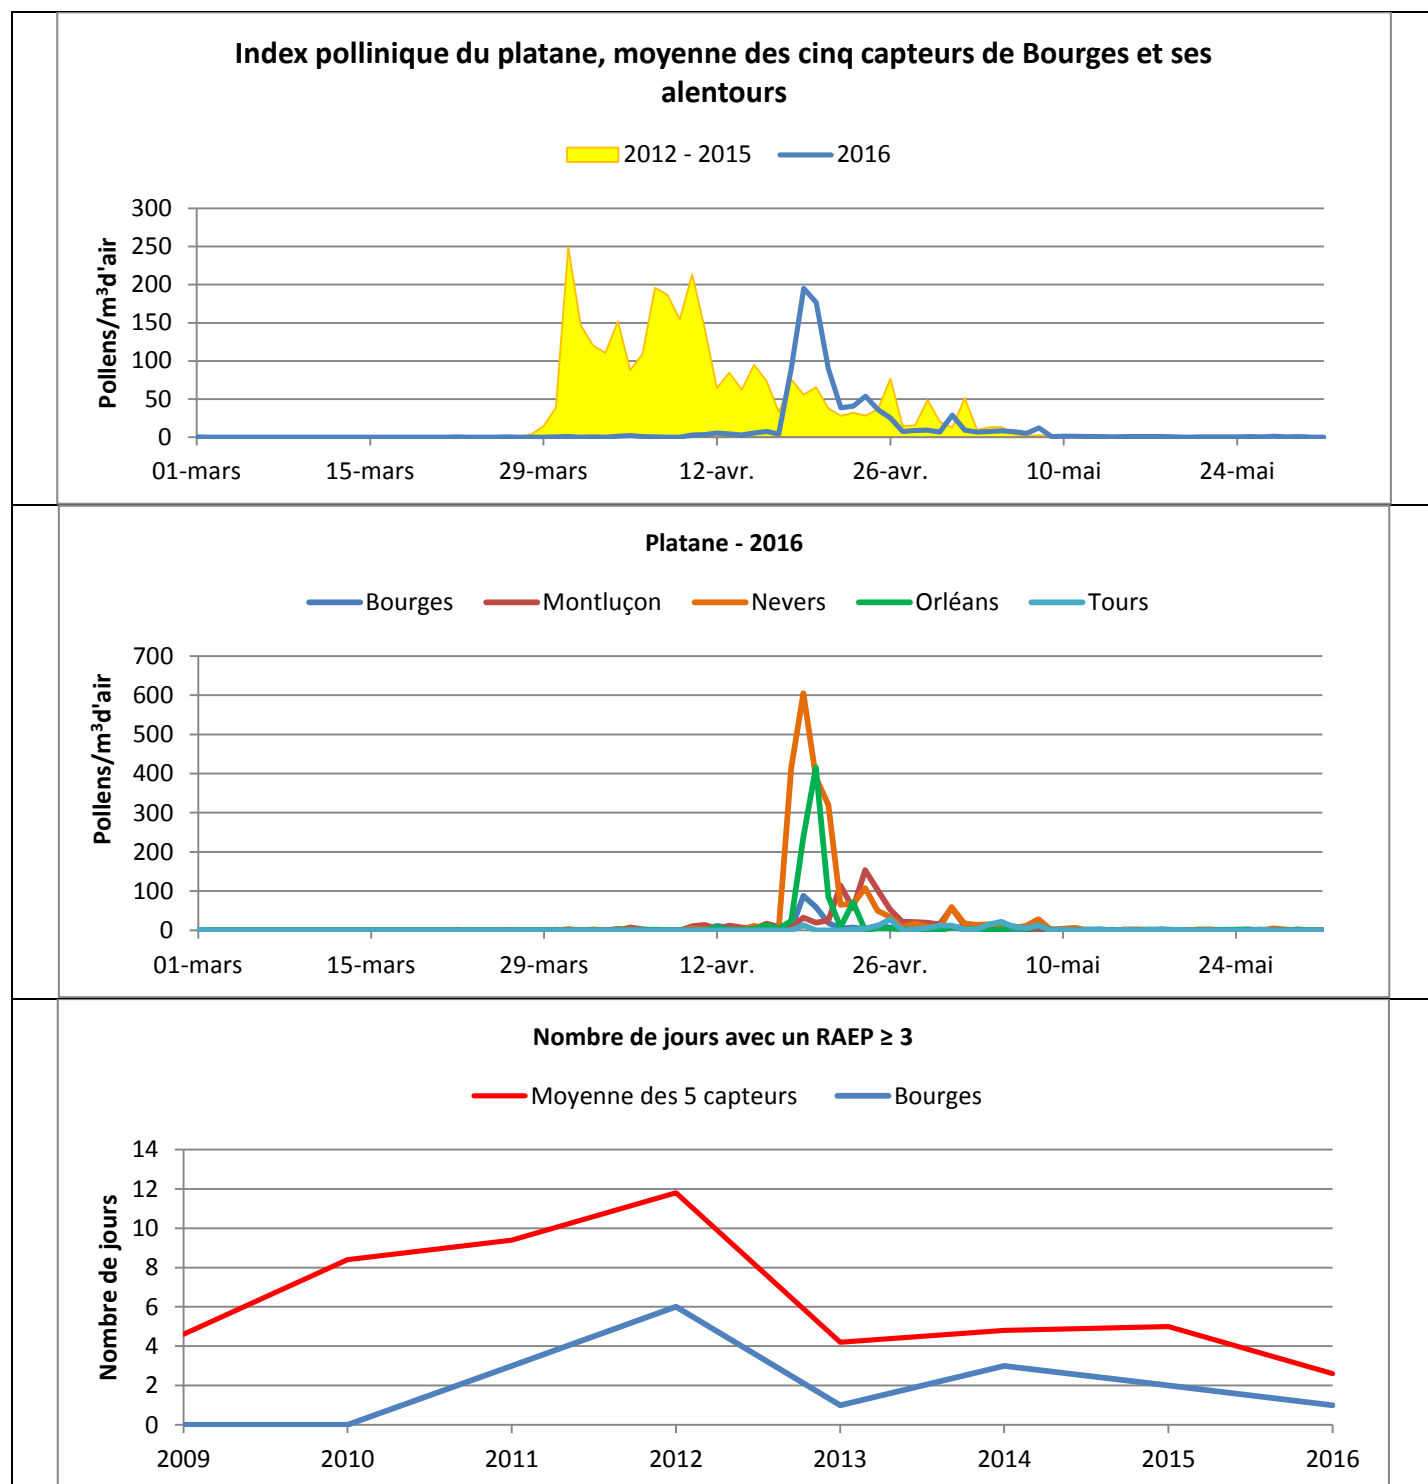 Index pollinique du platane, moyenne des cinq capteurs de Bourges et ses
alentours
2012 - 2015 2016
Pollens/m³d'air
300
250
200
150
100
50
0
01-mars 15-mars 29-mars 12-avr. 26-avr. 10-mai 24-mai
Platane - 2016
Bourges Montluçon Nevers Orléans Tours
Pollens/m³d'air
700
600
500
400
300
200
100
0
01-mars 15-mars 29-mars 12-avr. 26-avr. 10-mai 24-mai
Nombre de jours avec un RAEP ≥ 3
Moyenne des 5 capteurs Bourges
Nombre de jours
14
12
10
8
6
4
2
0
2009 2010 2011 2012 2013 2014 2015 2016